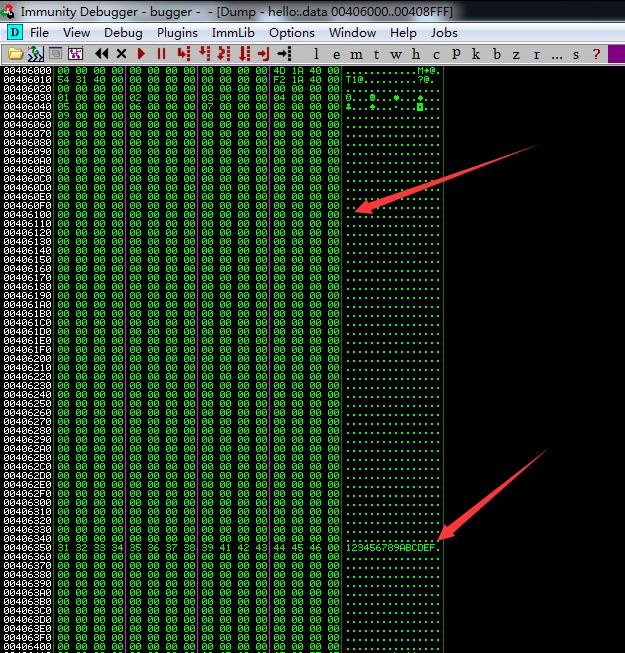 Immunity Debugger - bugger - - [Dump - hello:data 00406000..00408FFF]
D File View Debug Plugins ImmLib Options Window Help Jobs
l e m t w h c p k b z r ... s ?
00406000 00 00 00 00 00 00 00 00 00 00 00 00 4D 1A 40 00 ............M→@.
00406010 54 31 40 00 00 00 00 00 00 00 00 00 F2 1A 40 00 T1@.........?@.
00406020 00 00 00 00 00 00 00 00 00 00 00 00 00 00 00 00 ................
00406030 01 00 00 00 02 00 00 00 03 00 00 00 04 00 00 00 ☺...☻...♥...♦...
00406040 05 00 00 00 06 00 00 00 07 00 00 00 08 00 00 00 ♣...♠.......◘...
00406050 09 00 00 00 00 00 00 00 00 00 00 00 00 00 00 00 ................
00406060 00 00 00 00 00 00 00 00 00 00 00 00 00 00 00 00 ................
00406070 00 00 00 00 00 00 00 00 00 00 00 00 00 00 00 00 ................
00406080 00 00 00 00 00 00 00 00 00 00 00 00 00 00 00 00 ................
00406090 00 00 00 00 00 00 00 00 00 00 00 00 00 00 00 00 ................
004060A0 00 00 00 00 00 00 00 00 00 00 00 00 00 00 00 00 ................
004060B0 00 00 00 00 00 00 00 00 00 00 00 00 00 00 00 00 ................
004060C0 00 00 00 00 00 00 00 00 00 00 00 00 00 00 00 00 ................
004060D0 00 00 00 00 00 00 00 00 00 00 00 00 00 00 00 00 ................
004060E0 00 00 00 00 00 00 00 00 00 00 00 00 00 00 00 00 ................
004060F0 00 00 00 00 00 00 00 00 00 00 00 00 00 00 00 00 ................
00406100 00 00 00 00 00 00 00 00 00 00 00 00 00 00 00 00 ................
00406110 00 00 00 00 00 00 00 00 00 00 00 00 00 00 00 00 ................
00406120 00 00 00 00 00 00 00 00 00 00 00 00 00 00 00 00 ................
00406130 00 00 00 00 00 00 00 00 00 00 00 00 00 00 00 00 ................
00406140 00 00 00 00 00 00 00 00 00 00 00 00 00 00 00 00 ................
00406150 00 00 00 00 00 00 00 00 00 00 00 00 00 00 00 00 ................
00406160 00 00 00 00 00 00 00 00 00 00 00 00 00 00 00 00 ................
00406170 00 00 00 00 00 00 00 00 00 00 00 00 00 00 00 00 ................
00406180 00 00 00 00 00 00 00 00 00 00 00 00 00 00 00 00 ................
00406190 00 00 00 00 00 00 00 00 00 00 00 00 00 00 00 00 ................
004061A0 00 00 00 00 00 00 00 00 00 00 00 00 00 00 00 00 ................
004061B0 00 00 00 00 00 00 00 00 00 00 00 00 00 00 00 00 ................
004061C0 00 00 00 00 00 00 00 00 00 00 00 00 00 00 00 00 ................
004061D0 00 00 00 00 00 00 00 00 00 00 00 00 00 00 00 00 ................
004061E0 00 00 00 00 00 00 00 00 00 00 00 00 00 00 00 00 ................
004061F0 00 00 00 00 00 00 00 00 00 00 00 00 00 00 00 00 ................
00406200 00 00 00 00 00 00 00 00 00 00 00 00 00 00 00 00 ................
00406210 00 00 00 00 00 00 00 00 00 00 00 00 00 00 00 00 ................
00406220 00 00 00 00 00 00 00 00 00 00 00 00 00 00 00 00 ................
00406230 00 00 00 00 00 00 00 00 00 00 00 00 00 00 00 00 ................
00406240 00 00 00 00 00 00 00 00 00 00 00 00 00 00 00 00 ................
00406250 00 00 00 00 00 00 00 00 00 00 00 00 00 00 00 00 ................
00406260 00 00 00 00 00 00 00 00 00 00 00 00 00 00 00 00 ................
00406270 00 00 00 00 00 00 00 00 00 00 00 00 00 00 00 00 ................
00406280 00 00 00 00 00 00 00 00 00 00 00 00 00 00 00 00 ................
00406290 00 00 00 00 00 00 00 00 00 00 00 00 00 00 00 00 ................
004062A0 00 00 00 00 00 00 00 00 00 00 00 00 00 00 00 00 ................
004062B0 00 00 00 00 00 00 00 00 00 00 00 00 00 00 00 00 ................
004062C0 00 00 00 00 00 00 00 00 00 00 00 00 00 00 00 00 ................
004062D0 00 00 00 00 00 00 00 00 00 00 00 00 00 00 00 00 ................
004062E0 00 00 00 00 00 00 00 00 00 00 00 00 00 00 00 00 ................
004062F0 00 00 00 00 00 00 00 00 00 00 00 00 00 00 00 00 ................
00406300 00 00 00 00 00 00 00 00 00 00 00 00 00 00 00 00 ................
00406310 00 00 00 00 00 00 00 00 00 00 00 00 00 00 00 00 ................
00406320 00 00 00 00 00 00 00 00 00 00 00 00 00 00 00 00 ................
00406330 00 00 00 00 00 00 00 00 00 00 00 00 00 00 00 00 ................
00406340 00 00 00 00 00 00 00 00 00 00 00 00 00 00 00 00 ................
00406350 31 32 33 34 35 36 37 38 39 41 42 43 44 45 46 00 123456789ABCDEF.
00406360 00 00 00 00 00 00 00 00 00 00 00 00 00 00 00 00 ................
00406370 00 00 00 00 00 00 00 00 00 00 00 00 00 00 00 00 ................
00406380 00 00 00 00 00 00 00 00 00 00 00 00 00 00 00 00 ................
00406390 00 00 00 00 00 00 00 00 00 00 00 00 00 00 00 00 ................
004063A0 00 00 00 00 00 00 00 00 00 00 00 00 00 00 00 00 ................
004063B0 00 00 00 00 00 00 00 00 00 00 00 00 00 00 00 00 ................
004063C0 00 00 00 00 00 00 00 00 00 00 00 00 00 00 00 00 ................
004063D0 00 00 00 00 00 00 00 00 00 00 00 00 00 00 00 00 ................
004063E0 00 00 00 00 00 00 00 00 00 00 00 00 00 00 00 00 ................
004063F0 00 00 00 00 00 00 00 00 00 00 00 00 00 00 00 00 ................
00406400 00 00 00 00 00 00 00 00 00 00 00 00 00 00 00 00 ................